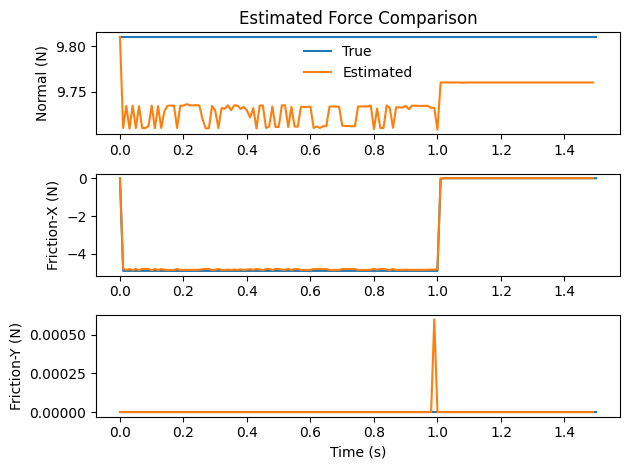 Estimated Force Comparison
Normal (N)
9.80
9.75
True
Estimated
0.0 0.2 0.4 0.6 0.8 1.0 1.2 1.4
Friction-X (N)
0
−2
−4
0.0 0.2 0.4 0.6 0.8 1.0 1.2 1.4
Friction-Y (N)
0.00050
0.00025
0.00000
0.0 0.2 0.4 0.6 0.8 1.0 1.2 1.4
Time (s)